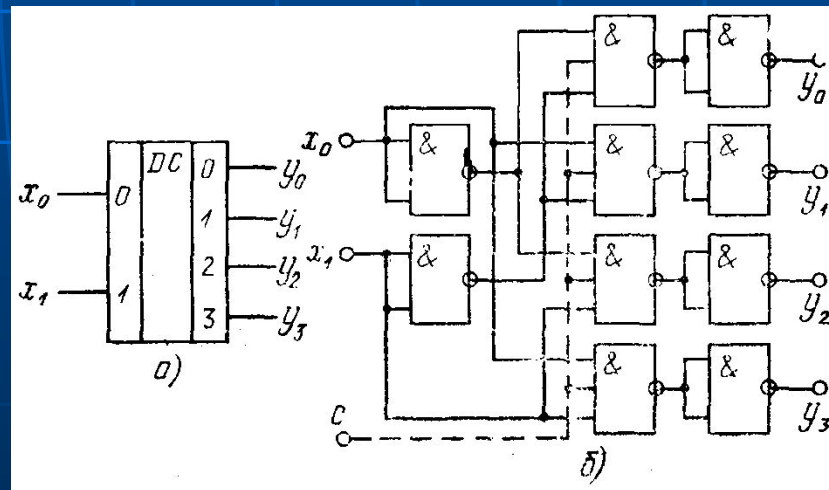 DC
x₀ 0 0 y₀
1 y₁
x₁ 1 2 y₂
3 y₃
а)
x₀ & & & y₀
& & y₁
x₁ & & & y₂
& & y₃
C
б)